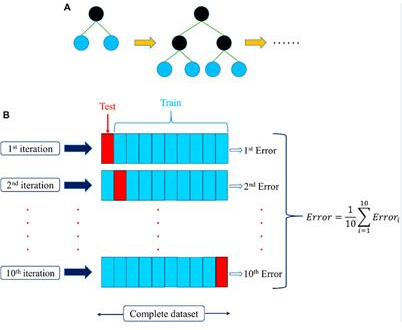 A
......
B
Test
Train
1st iteration
1st Error
2nd iteration
2nd Error
Error = 1/10 ∑ i=1 10 Error i
10th iteration
10th Error
Complete dataset